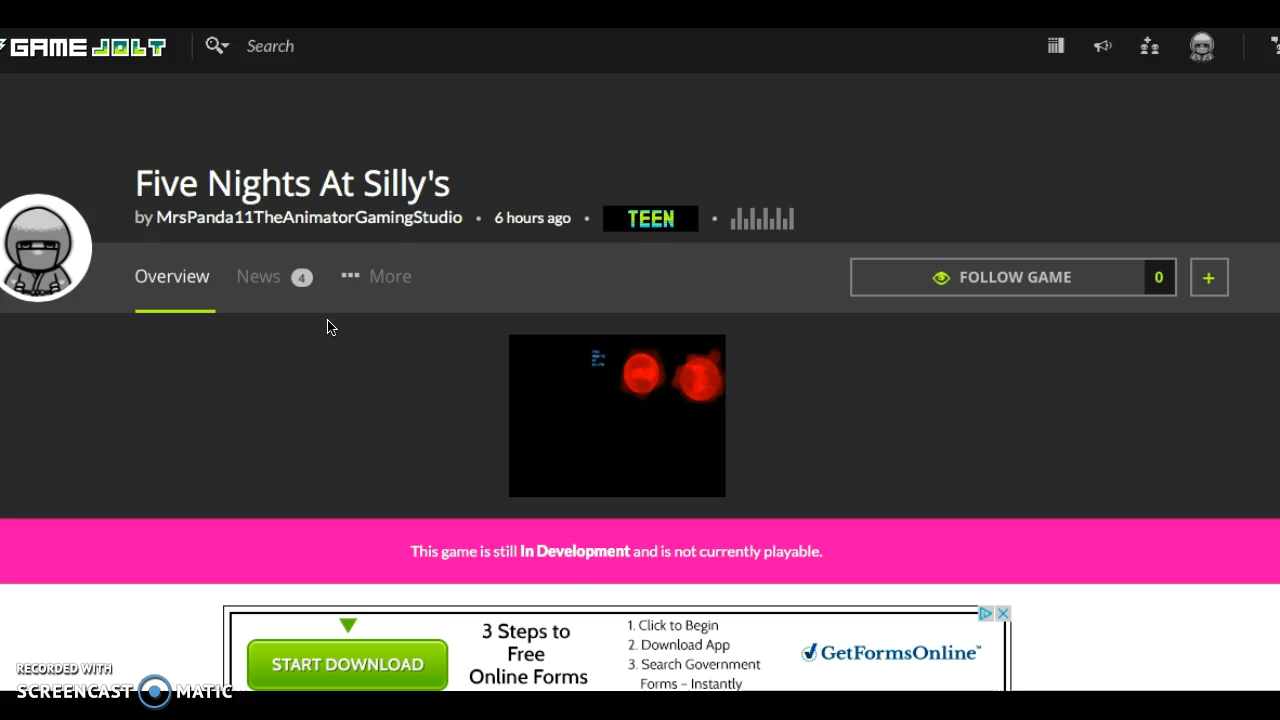 GAME JOLT Search
Five Nights At Silly's
by MrsPanda11TheAnimatorGamingStudio • 6 hours ago • TEEN •
Overview News 4 ••• More FOLLOW GAME 0 +
This game is still In Development and is not currently playable.
START DOWNLOAD
3 Steps to
Free
Online Forms
1. Click to Begin
2. Download App
3. Search Government
Forms – Instantly
GetFormsOnline™
RECORDED WITH
SCREENCAST MATIC